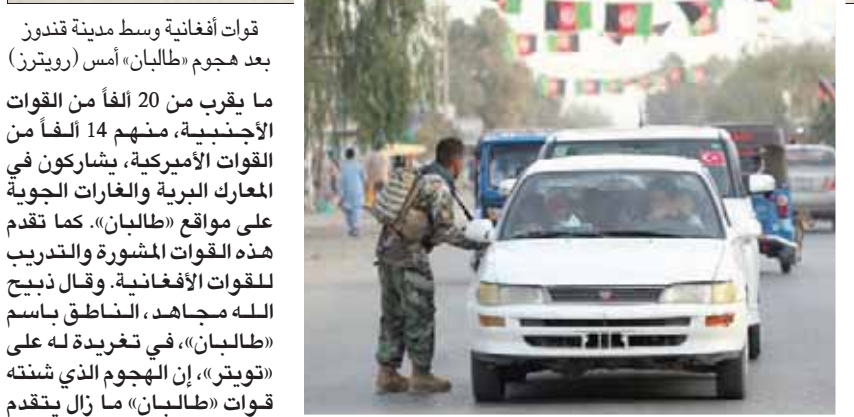 قوات أفغانية وسط مدينة قندوز
بعد هجوم «طالبان» أمس (رويترز)
ما يقرب من 20 ألفاً من القوات
الأجنبية، منهم 14 ألفاً من
القوات الأميركية، يشاركون في
المعارك البرية والغارات الجوية
على مواقع «طالبان». كما تقدم
هذه القوات المشورة والتدريب
للقوات الأفغانية. وقال ذبيح
الله مجاهد، الناطق باسم
«طالبان»، في تغريدة له على
«تويتر»، إن الهجوم الذي شنته
قوات «طالبان» ما زال يتقدم